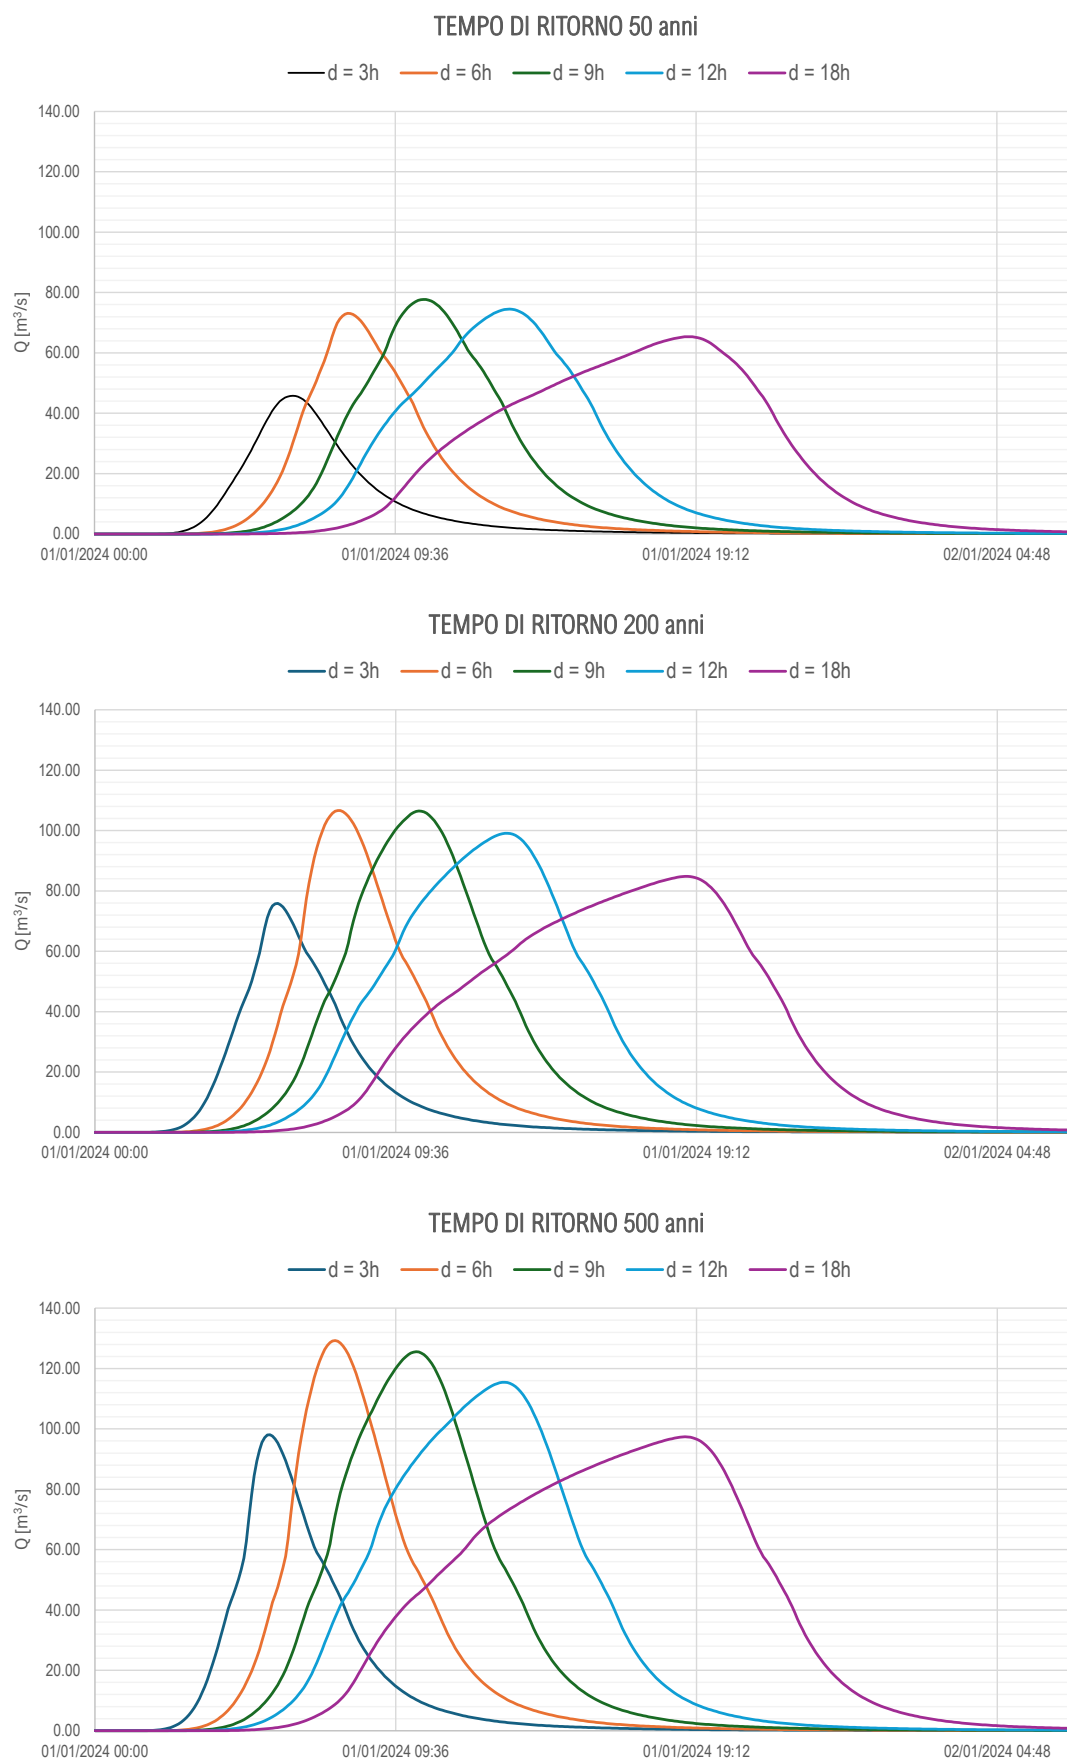 TEMPO DI RITORNO 50 anni
d = 3h d = 6h d = 9h d = 12h d = 18h
140.00
120.00
100.00
80.00
60.00
40.00
20.00
0.00
Q [m³/s]
01/01/2024 00:00 01/01/2024 09:36 01/01/2024 19:12 02/01/2024 04:48
TEMPO DI RITORNO 200 anni
d = 3h d = 6h d = 9h d = 12h d = 18h
140.00
120.00
100.00
80.00
60.00
40.00
20.00
0.00
Q [m³/s]
01/01/2024 00:00 01/01/2024 09:36 01/01/2024 19:12 02/01/2024 04:48
TEMPO DI RITORNO 500 anni
d = 3h d = 6h d = 9h d = 12h d = 18h
140.00
120.00
100.00
80.00
60.00
40.00
20.00
0.00
Q [m³/s]
01/01/2024 00:00 01/01/2024 09:36 01/01/2024 19:12 02/01/2024 04:48